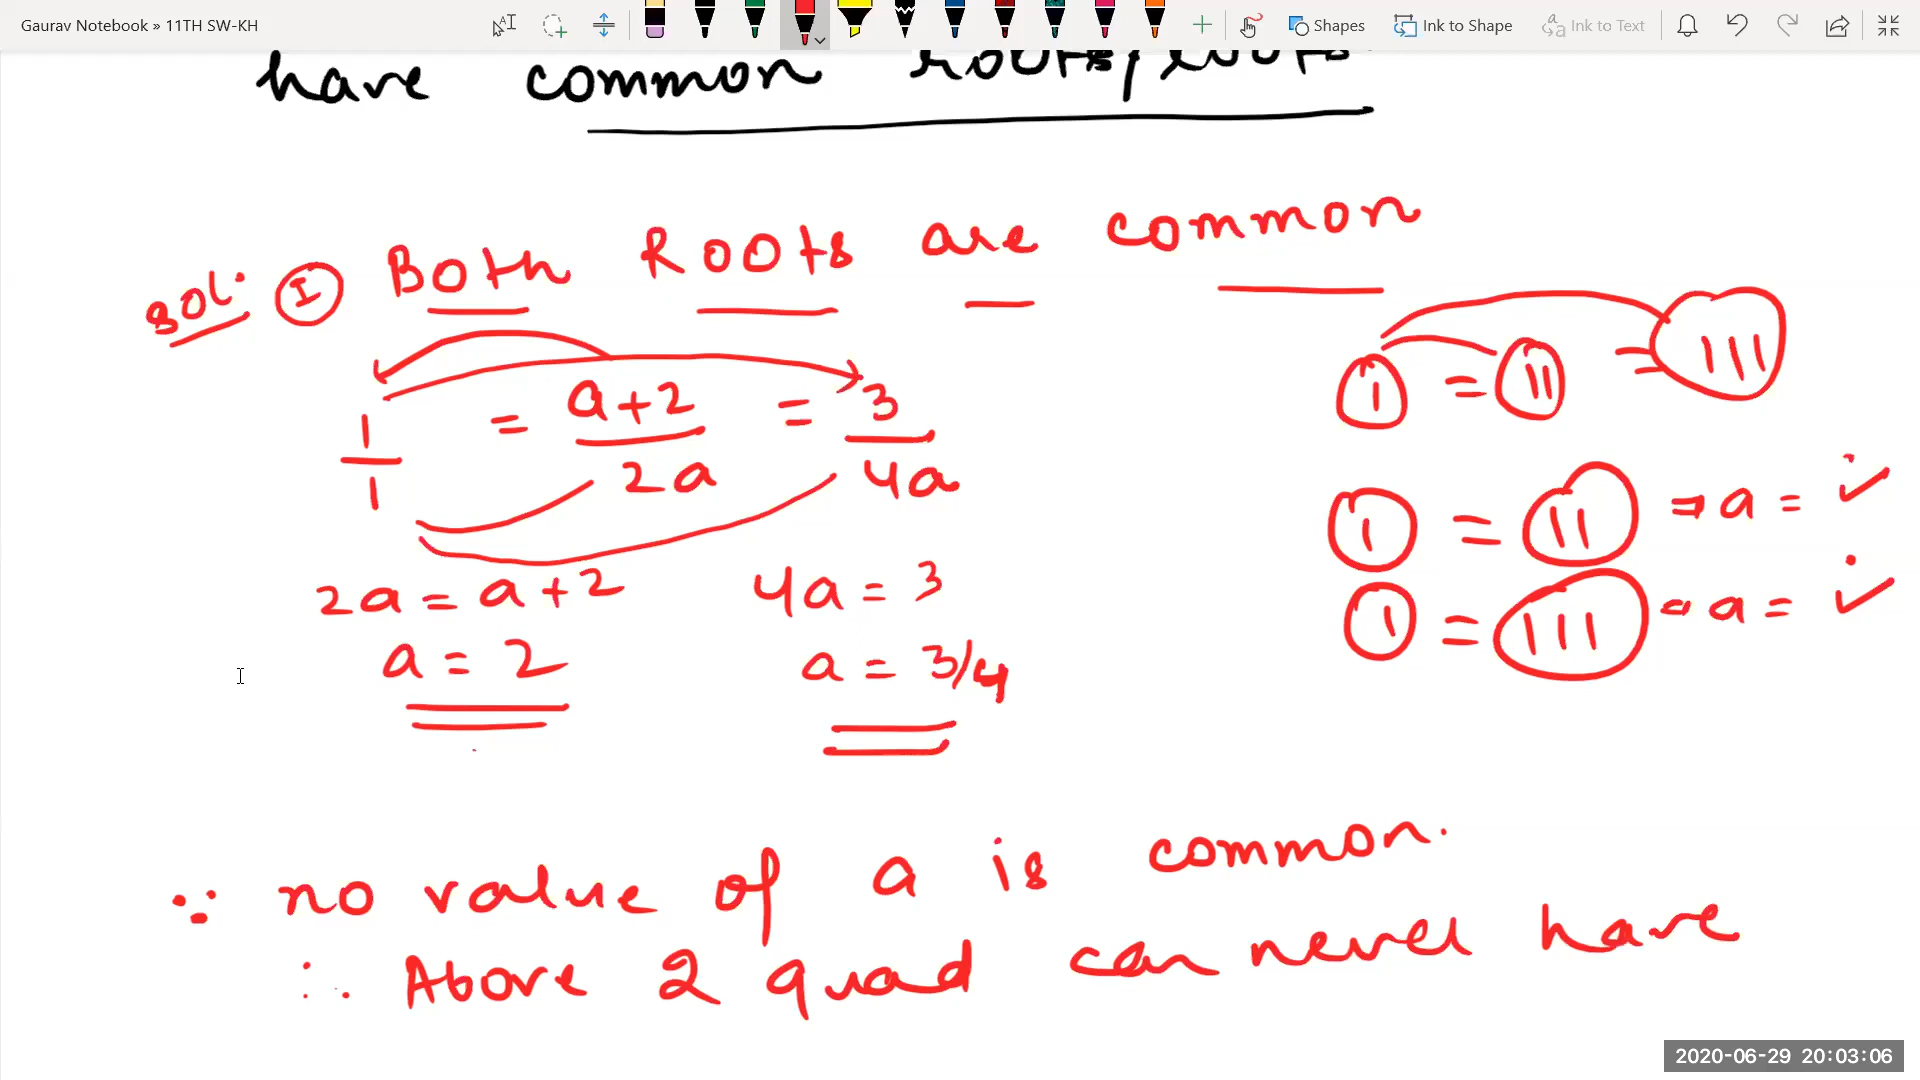 Gaurav Notebook » 11TH SW-KH
Shapes
Ink to Shape
Ink to Text
have common roots/roots.
sol. I Both Roots are common
1/1 = a+2/2a = 3/4a
I = II = III
I = II ⇒ a = ✓
I = III ⇒ a = ✓
2a = a+2 4a = 3
a = 2 a = 3/4
∵ no value of a is common.
∴ Above 2 quad can never have
2020-06-29 20:03:06